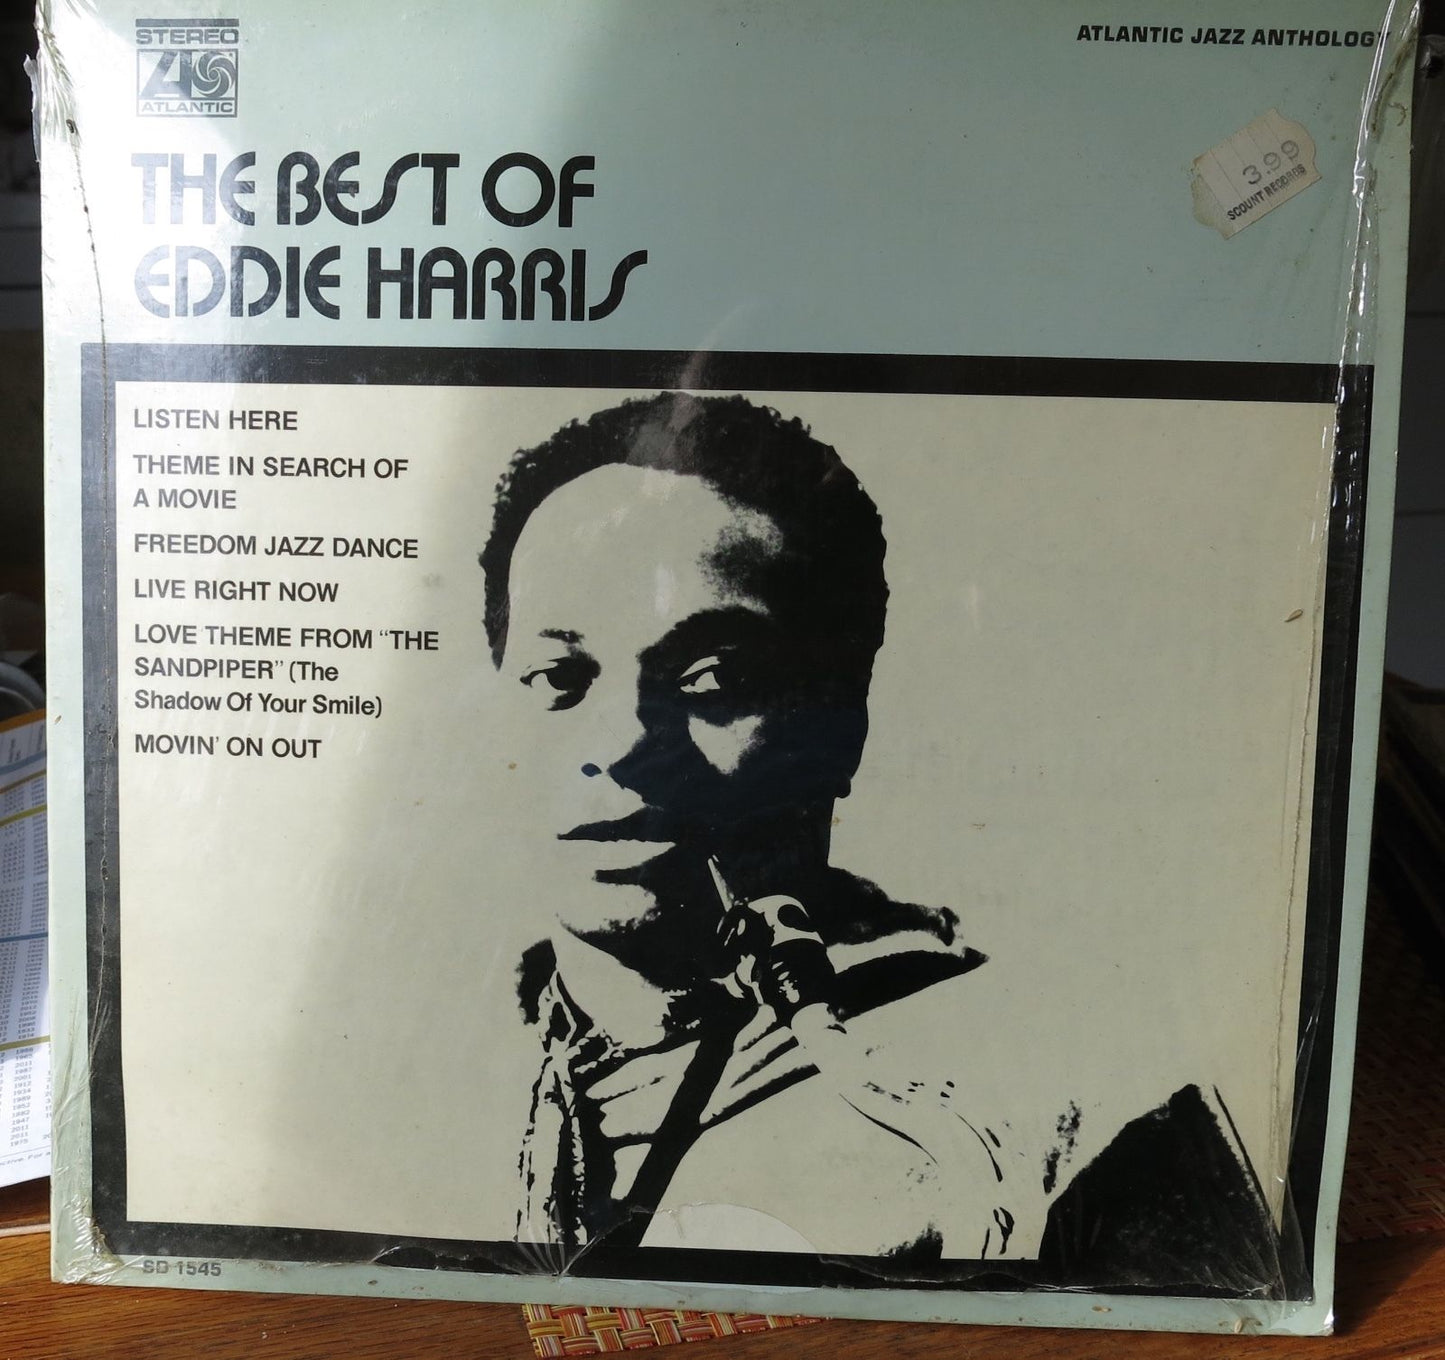 STEREO
ATLANTIC
ATLANTIC JAZZ ANTHOLOGY
3.99
SCOUNT RECORDS
THE BEST OF
EDDIE HARRIS
LISTEN HERE
THEME IN SEARCH OF
A MOVIE
FREEDOM JAZZ DANCE
LIVE RIGHT NOW
LOVE THEME FROM “THE
SANDPIPER” (The
Shadow Of Your Smile)
MOVIN’ ON OUT
SD 1545